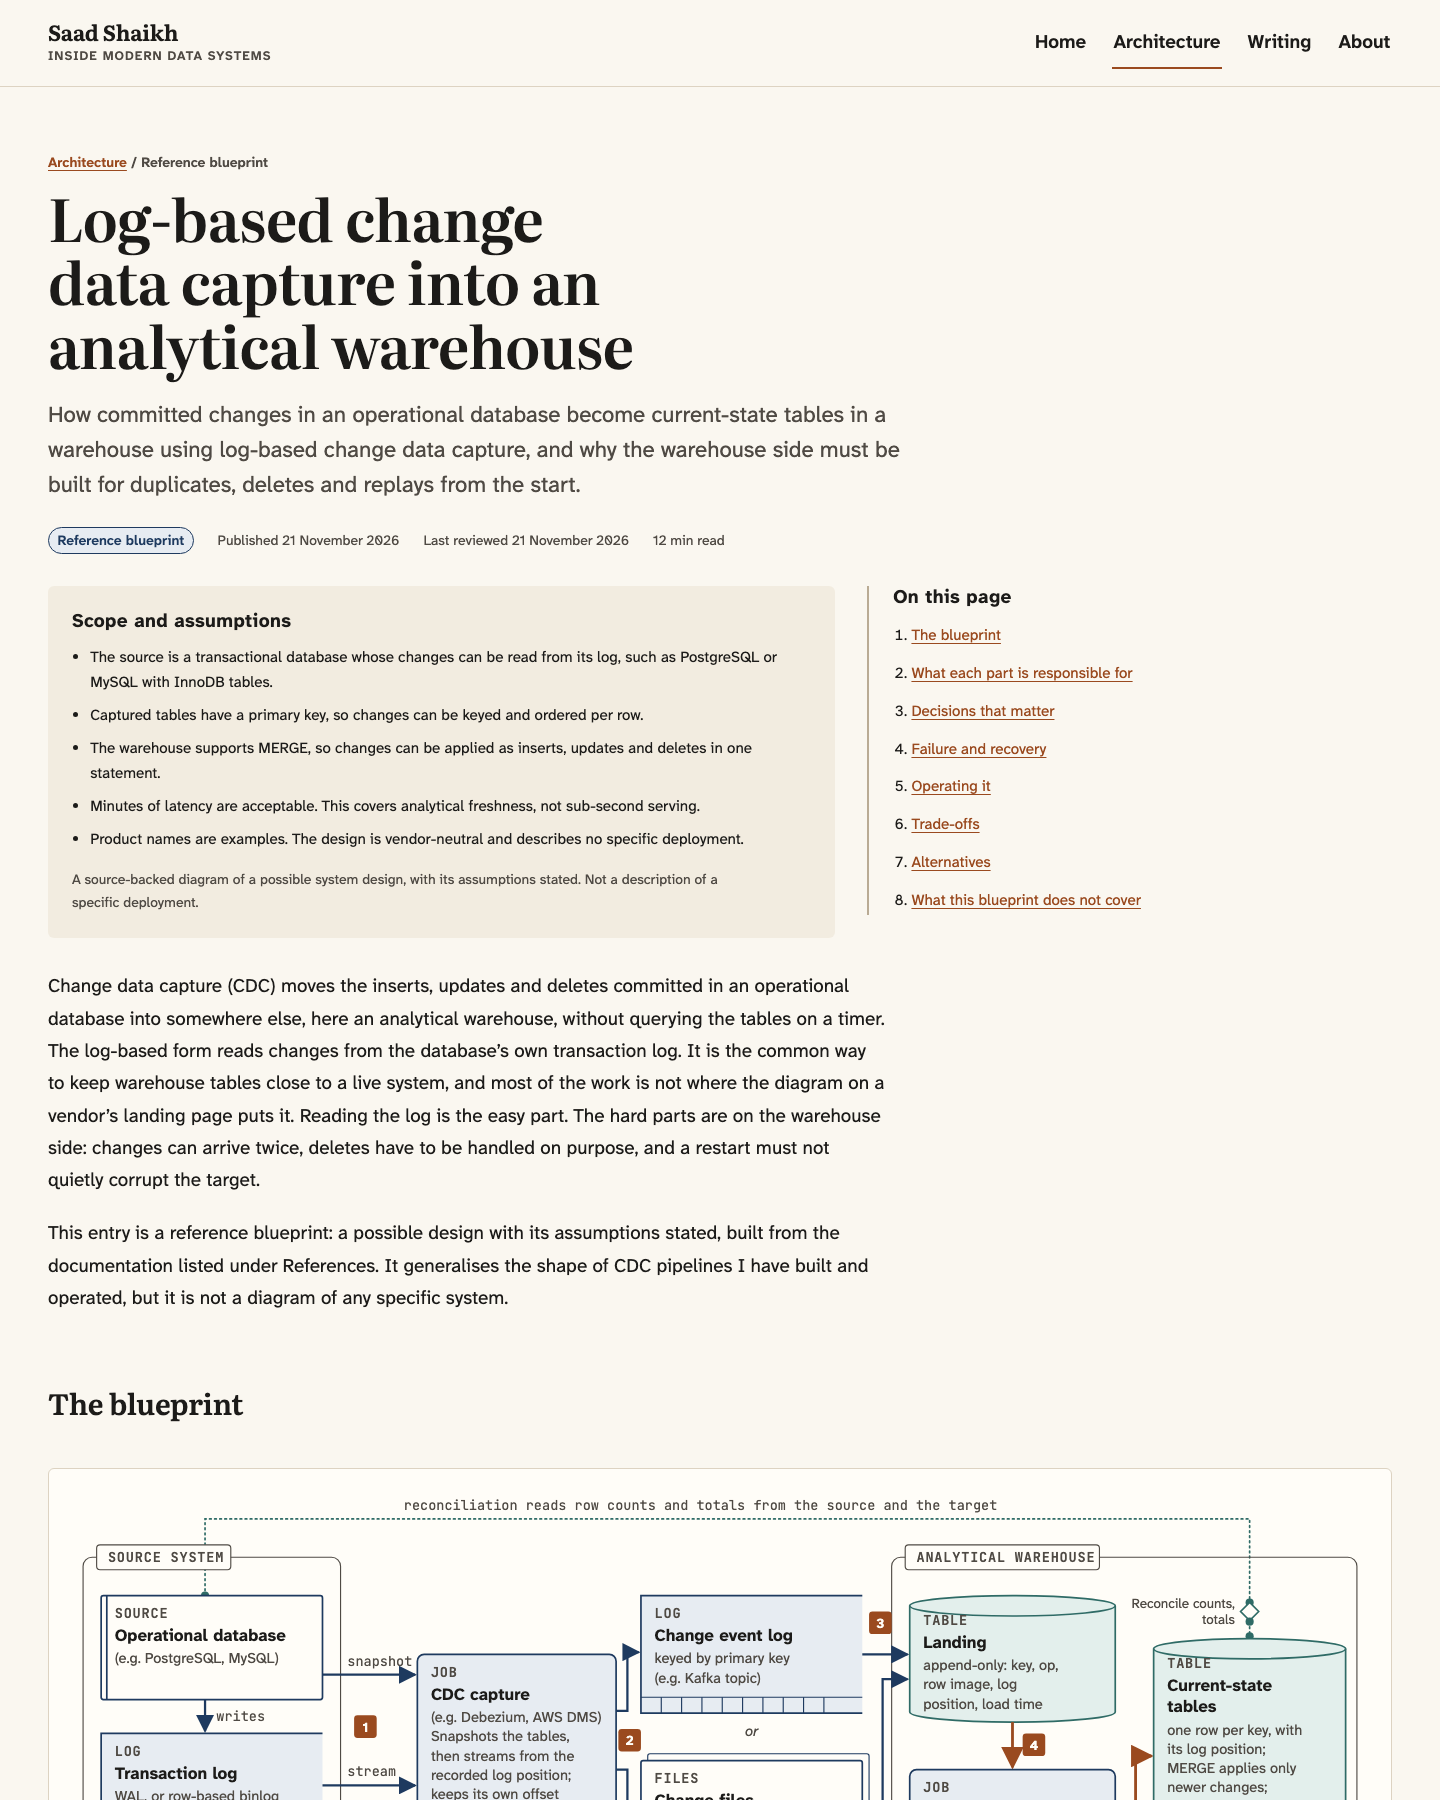 Saad Shaikh
INSIDE MODERN DATA SYSTEMS
Home Architecture Writing About
Architecture / Reference blueprint
Log-based change
data capture into an
analytical warehouse
How committed changes in an operational database become current-state tables in a
warehouse using log-based change data capture, and why the warehouse side must be
built for duplicates, deletes and replays from the start.
Reference blueprint Published 21 November 2026 Last reviewed 21 November 2026 12 min read
Scope and assumptions
• The source is a transactional database whose changes can be read from its log, such as PostgreSQL or
MySQL with InnoDB tables.
• Captured tables have a primary key, so changes can be keyed and ordered per row.
• The warehouse supports MERGE, so changes can be applied as inserts, updates and deletes in one
statement.
• Minutes of latency are acceptable. This covers analytical freshness, not sub-second serving.
• Product names are examples. The design is vendor-neutral and describes no specific deployment.
A source-backed diagram of a possible system design, with its assumptions stated. Not a description of a
specific deployment.
On this page
1. The blueprint
2. What each part is responsible for
3. Decisions that matter
4. Failure and recovery
5. Operating it
6. Trade-offs
7. Alternatives
8. What this blueprint does not cover
Change data capture (CDC) moves the inserts, updates and deletes committed in an operational
database into somewhere else, here an analytical warehouse, without querying the tables on a timer.
The log-based form reads changes from the database's own transaction log. It is the common way
to keep warehouse tables close to a live system, and most of the work is not where the diagram on a
vendor's landing page puts it. Reading the log is the easy part. The hard parts are on the warehouse
side: changes can arrive twice, deletes have to be handled on purpose, and a restart must not
quietly corrupt the target.
This entry is a reference blueprint: a possible design with its assumptions stated, built from the
documentation listed under References. It generalises the shape of CDC pipelines I have built and
operated, but it is not a diagram of any specific system.
The blueprint
reconciliation reads row counts and totals from the source and the target
SOURCE SYSTEM
SOURCE
Operational database
(e.g. PostgreSQL, MySQL)
writes
LOG
Transaction log
WAL, or row-based binlog
snapshot
1
stream
JOB
CDC capture
(e.g. Debezium, AWS DMS)
Snapshots the tables,
then streams from the
recorded log position;
keeps its own offset
2
LOG
Change event log
keyed by primary key
(e.g. Kafka topic)
or
FILES
Change files
3
ANALYTICAL WAREHOUSE
TABLE
Landing
append-only: key, op,
row image, log
position, load time
4
JOB
Reconcile counts,
totals
TABLE
Current-state
tables
one row per key, with
its log position;
MERGE applies only
newer changes;